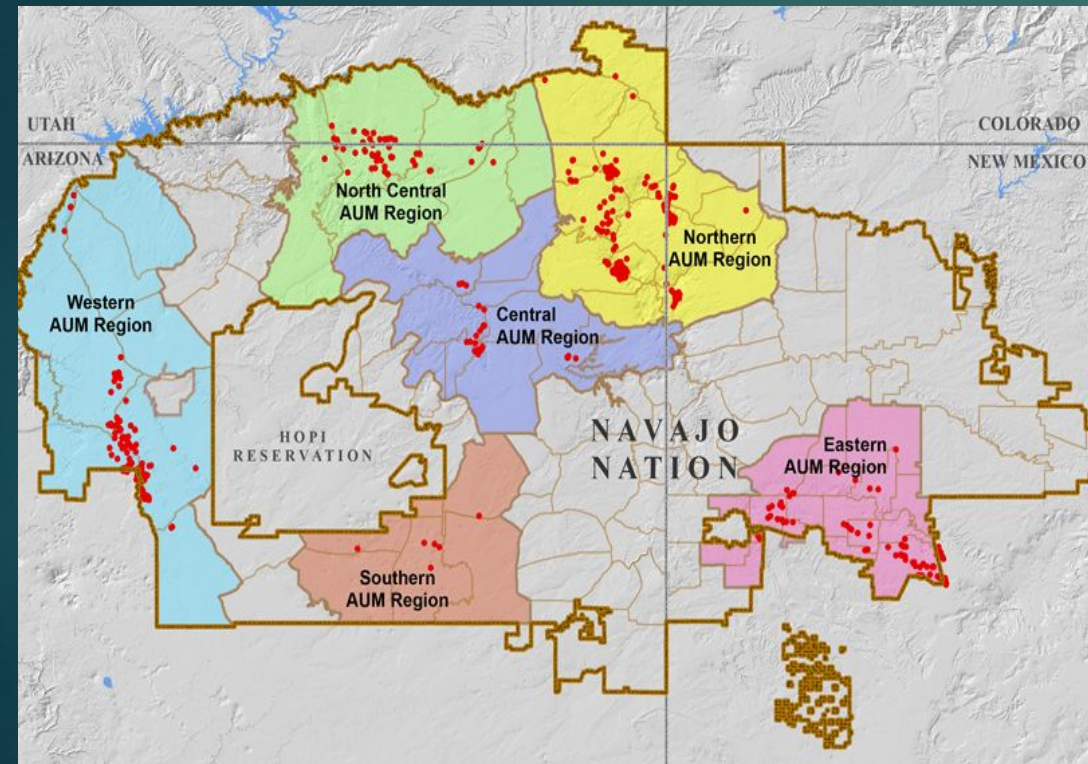 UTAH
COLORADO
ARIZONA
NEW MEXICO
North Central
AUM Region
Northern
AUM Region
Western
AUM Region
Central
AUM Region
HOPI
RESERVATION
NAVAJO
NATION
Eastern
AUM Region
Southern
AUM Region